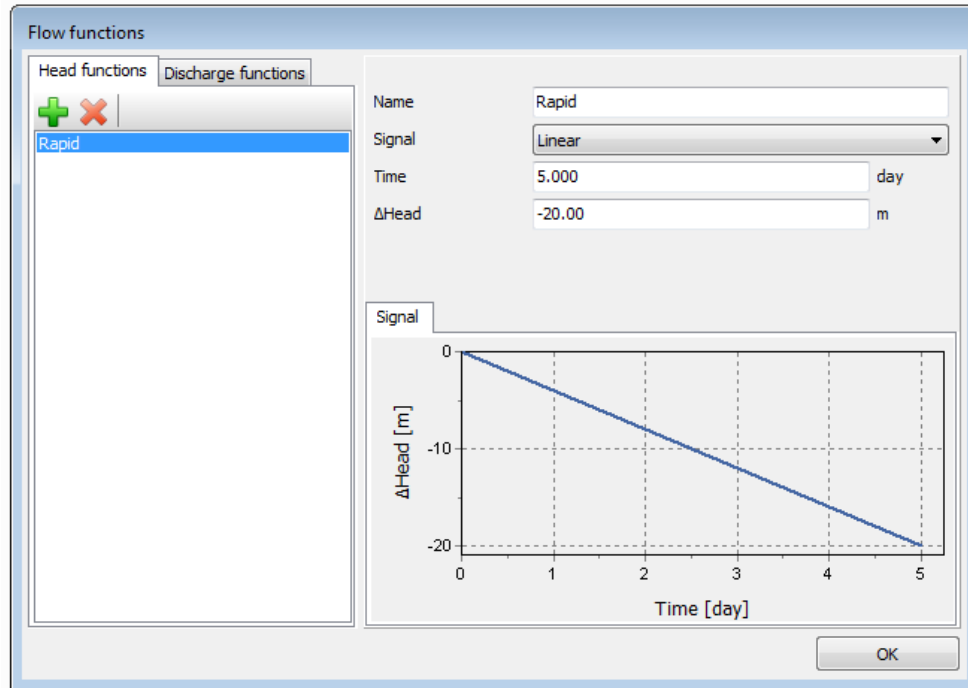 Flow functions
Head functions
Discharge functions
Rapid
Name
Rapid
Signal
Linear
Time
5.000
day
ΔHead
-20.00
m
Signal
0
-10
-20
ΔHead [m]
0
1
2
3
4
5
Time [day]
OK